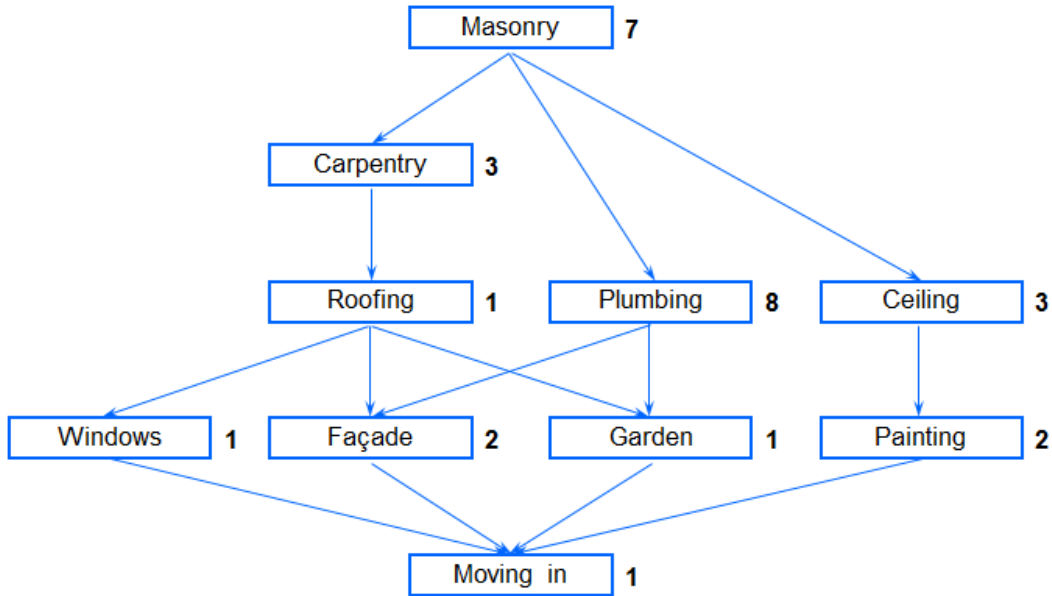 Masonry 7
Carpentry 3
Roofing 1 Plumbing 8 Ceiling 3
Windows 1 Façade 2 Garden 1 Painting 2
Moving in 1